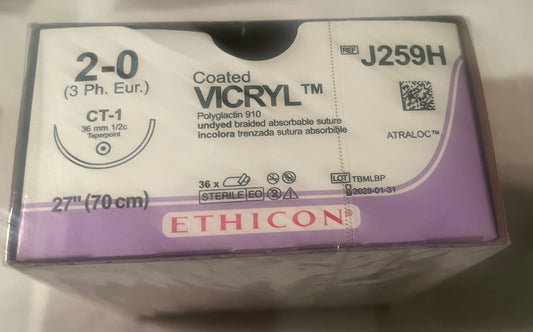 2-0
(3 Ph. Eur.)
CT-1
36 mm 1/2c
Taperpoint
27" (70 cm)
Coated
VICRYL™
Polyglactin 910
undyed braided absorbable suture
incolora trenzada sutura absorbible
36 x
STERILE EO
ETHICON
REF J259H
ATRALOC™
LOT TBMLBP
2028-01-31